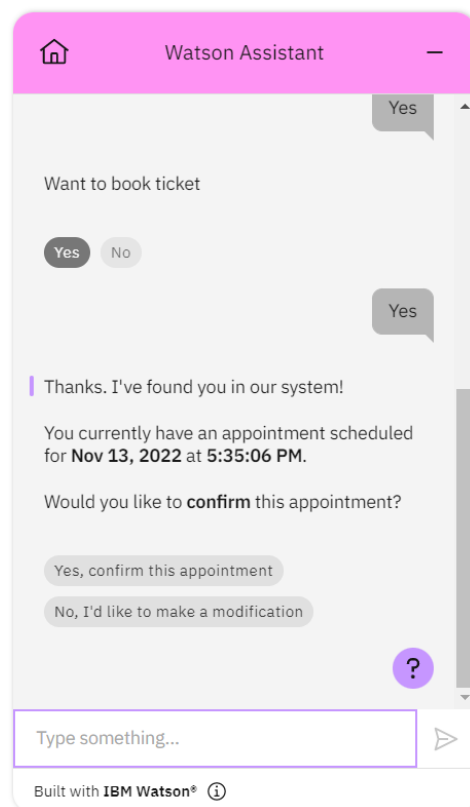 Watson Assistant
Yes
Want to book ticket
Yes
No
Yes
Thanks. I've found you in our system!
You currently have an appointment scheduled
for Nov 13, 2022 at 5:35:06 PM.
Would you like to confirm this appointment?
Yes, confirm this appointment
No, I'd like to make a modification
?
Type something...
Built with IBM Watson®